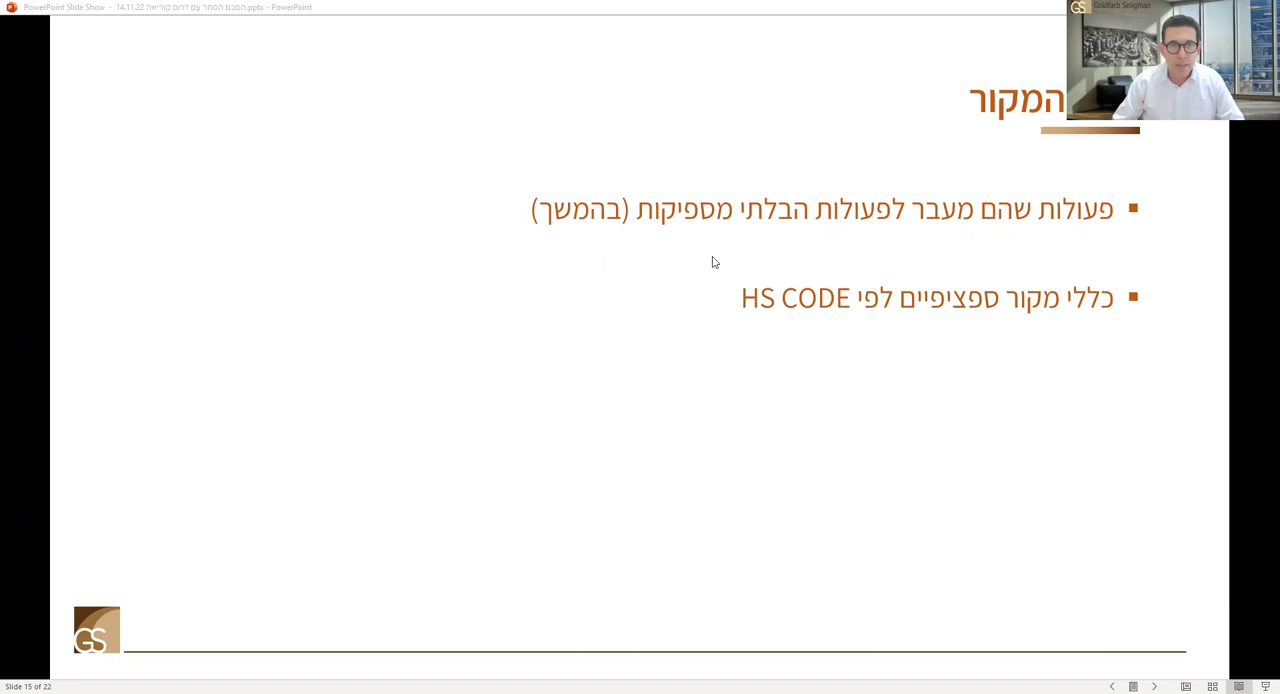 PowerPoint Slide Show - הסכם הסחר עם דרום קוריאה 14.11.22.pptx - PowerPoint
GS Goldfarb Seligman
המקור
פעולות שהם מעבר לפעולות הבלתי מספיקות (בהמשך)
כללי מקור ספציפיים לפי HS CODE
GS
Slide 15 of 22